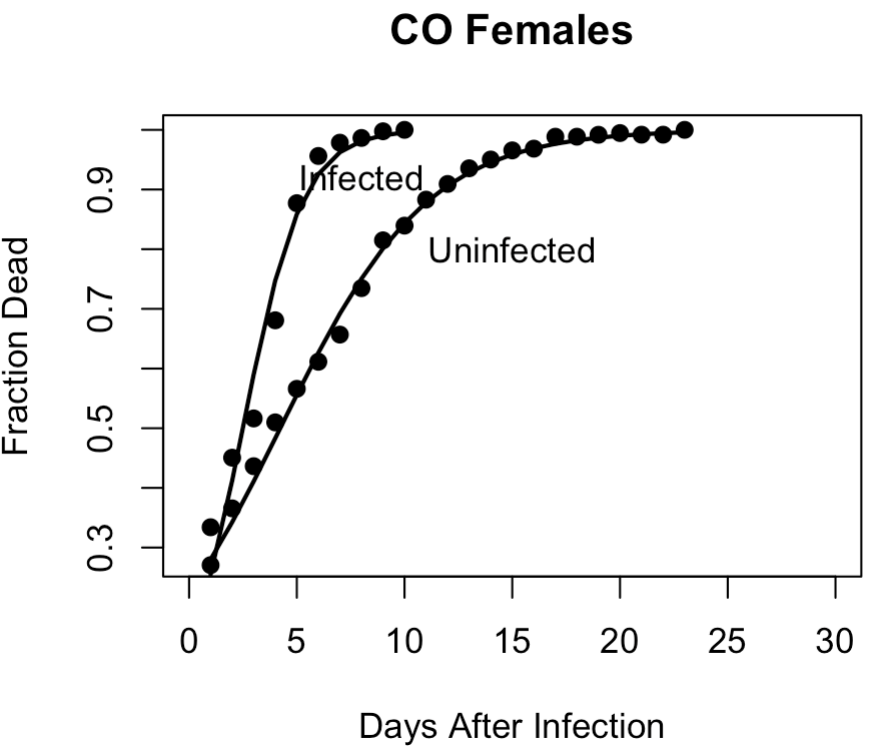 CO Females
Fraction Dead
0.9
0.7
0.5
0.3
Infected
Uninfected
0 5 10 15 20 25 30
Days After Infection